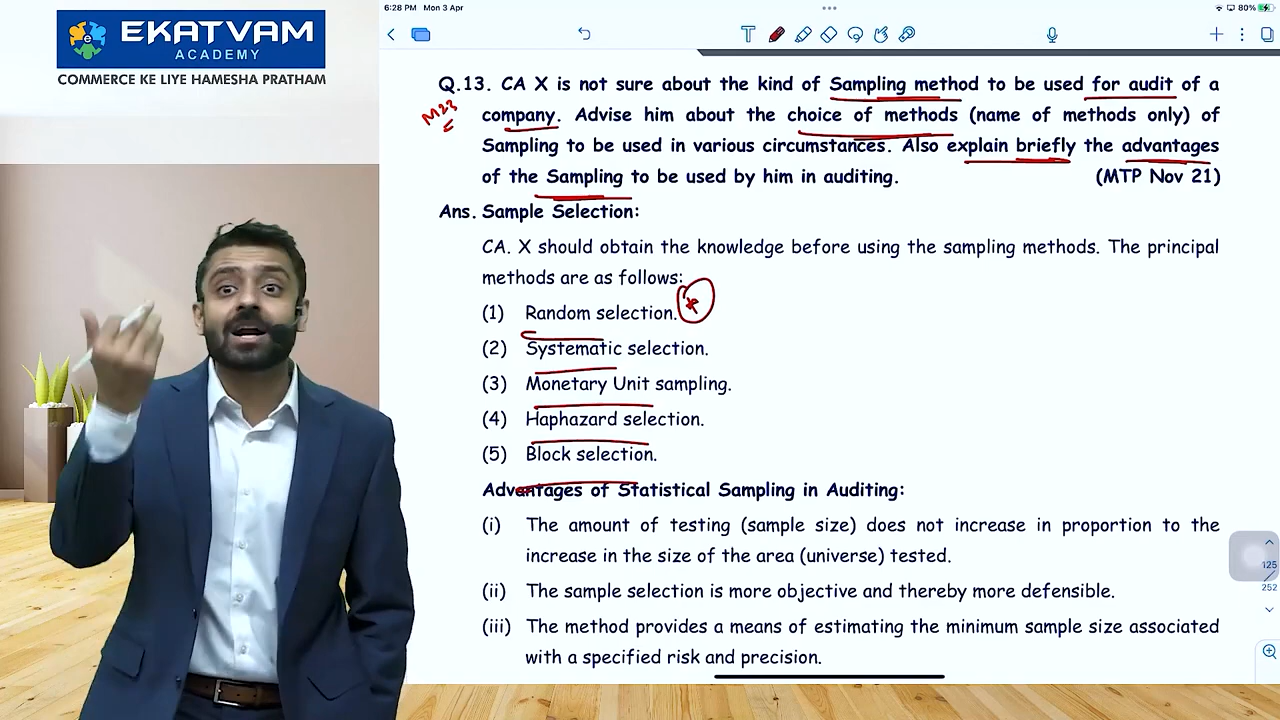 EKATVAM
ACADEMY
COMMERCE KE LIYE HAMESHA PRATHAM
6:28 PM Mon 3 Apr
80%
Q.13. CA X is not sure about the kind of Sampling method to be used for audit of a
M23
company. Advise him about the choice of methods (name of methods only) of
Sampling to be used in various circumstances. Also explain briefly the advantages
of the Sampling to be used by him in auditing. (MTP Nov 21)
Ans. Sample Selection:
CA. X should obtain the knowledge before using the sampling methods. The principal
methods are as follows:
(1) Random selection.
(2) Systematic selection.
(3) Monetary Unit sampling.
(4) Haphazard selection.
(5) Block selection.
Advantages of Statistical Sampling in Auditing:
(i) The amount of testing (sample size) does not increase in proportion to the
increase in the size of the area (universe) tested.
(ii) The sample selection is more objective and thereby more defensible.
(iii) The method provides a means of estimating the minimum sample size associated
with a specified risk and precision.
125
252